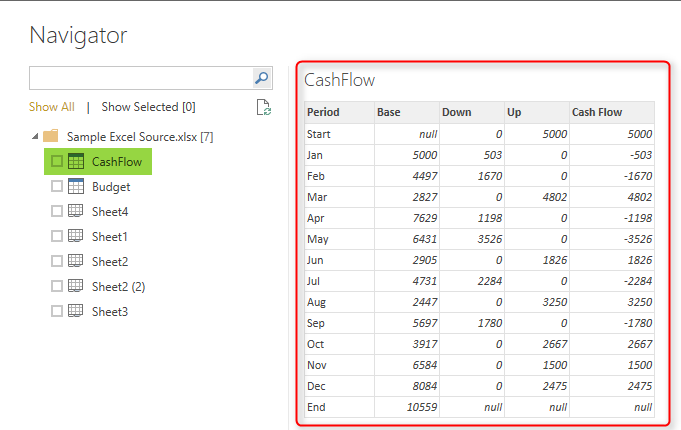 Navigator
Show All | Show Selected [0]
Sample Excel Source.xlsx [7]
CashFlow
Budget
Sheet4
Sheet1
Sheet2
Sheet2 (2)
Sheet3
CashFlow
Period Base Down Up Cash Flow
Start null 0 5000 5000
Jan 5000 503 0 -503
Feb 4497 1670 0 -1670
Mar 2827 0 4802 4802
Apr 7629 1198 0 -1198
May 6431 3526 0 -3526
Jun 2905 0 1826 1826
Jul 4731 2284 0 -2284
Aug 2447 0 3250 3250
Sep 5697 1780 0 -1780
Oct 3917 0 2667 2667
Nov 6584 0 1500 1500
Dec 8084 0 2475 2475
End 10559 null null null